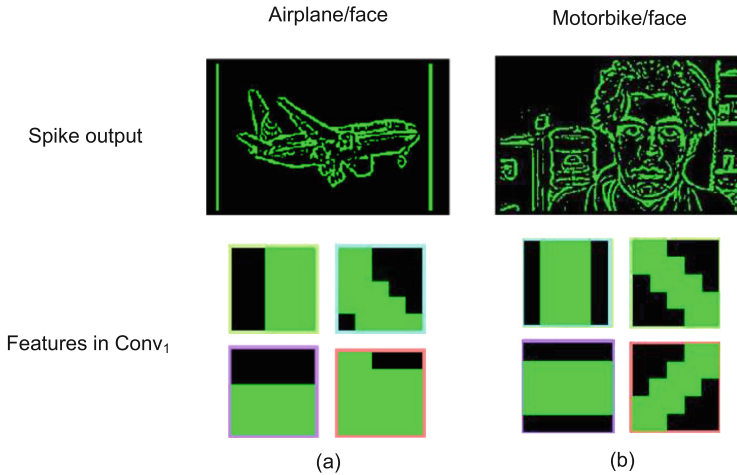 Airplane/face
Motorbike/face
Spike output
Features in Conv₁
(a)
(b)